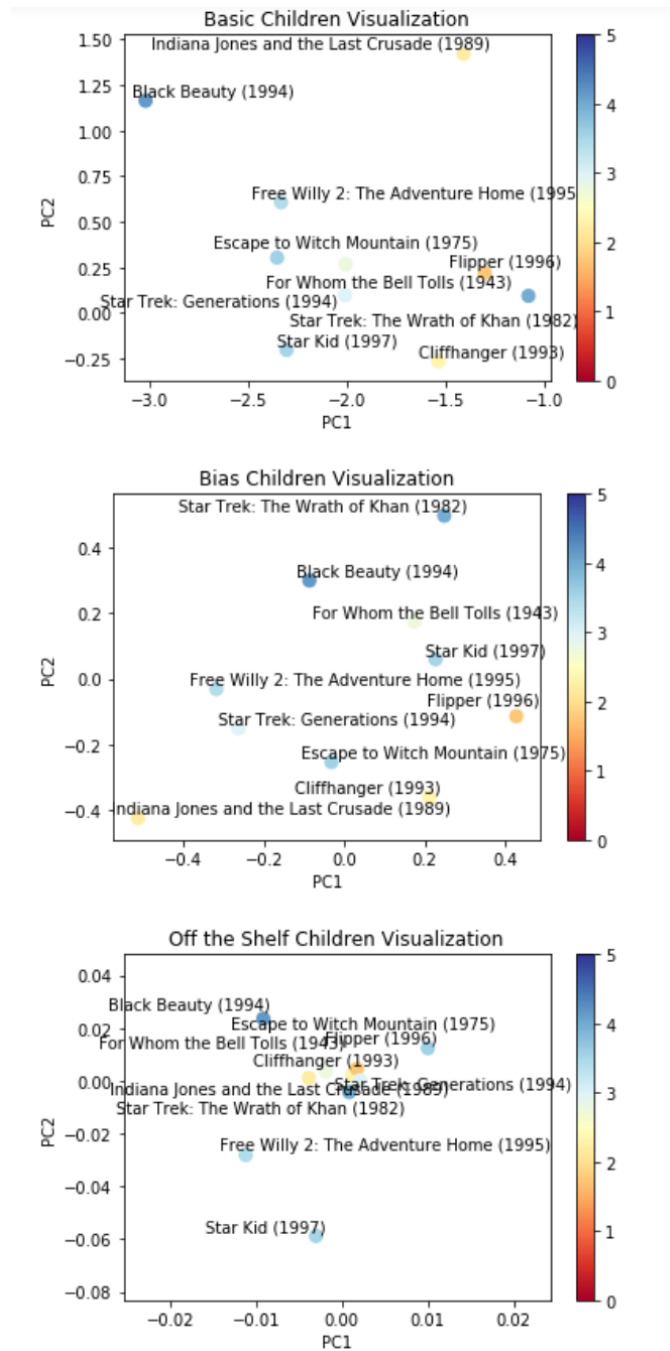 Basic Children Visualization
1.50
Indiana Jones and the Last Crusade (1989)
5
1.25
Black Beauty (1994)
4
1.00
0.75
Free Willy 2: The Adventure Home (1995
3
PC2
0.50
Escape to Witch Mountain (1975)
2
0.25
Flipper (1996)
For Whom the Bell Tolls (1943)
Star Trek: Generations (1994)
0.00
Star Trek: The Wrath of Khan (1982)
1
Star Kid (1997)
−0.25
Cliffhanger (1993)
0
−3.0 −2.5 −2.0 −1.5 −1.0
PC1
Bias Children Visualization
Star Trek: The Wrath of Khan (1982)
5
0.4
Black Beauty (1994)
4
0.2
For Whom the Bell Tolls (1943)
3
Star Kid (1997)
PC2
0.0
Free Willy 2: The Adventure Home (1995)
Flipper (1996)
2
−0.2
Star Trek: Generations (1994)
Escape to Witch Mountain (1975)
1
Cliffhanger (1993)
−0.4
Indiana Jones and the Last Crusade (1989)
0
−0.4 −0.2 0.0 0.2 0.4
PC1
Off the Shelf Children Visualization
5
0.04
Black Beauty (1994)
4
0.02
Escape to Witch Mountain (1975)
Flipper (1996)
For Whom the Bell Tolls (1943)
Cliffhanger (1993)
0.00
Star Trek: Generations (1994)
Indiana Jones and the Last Crusade (1989)
3
Star Trek: The Wrath of Khan (1982)
PC2
−0.02
Free Willy 2: The Adventure Home (1995)
2
−0.04
Star Kid (1997)
−0.06
1
−0.08
0
−0.02 −0.01 0.00 0.01 0.02
PC1